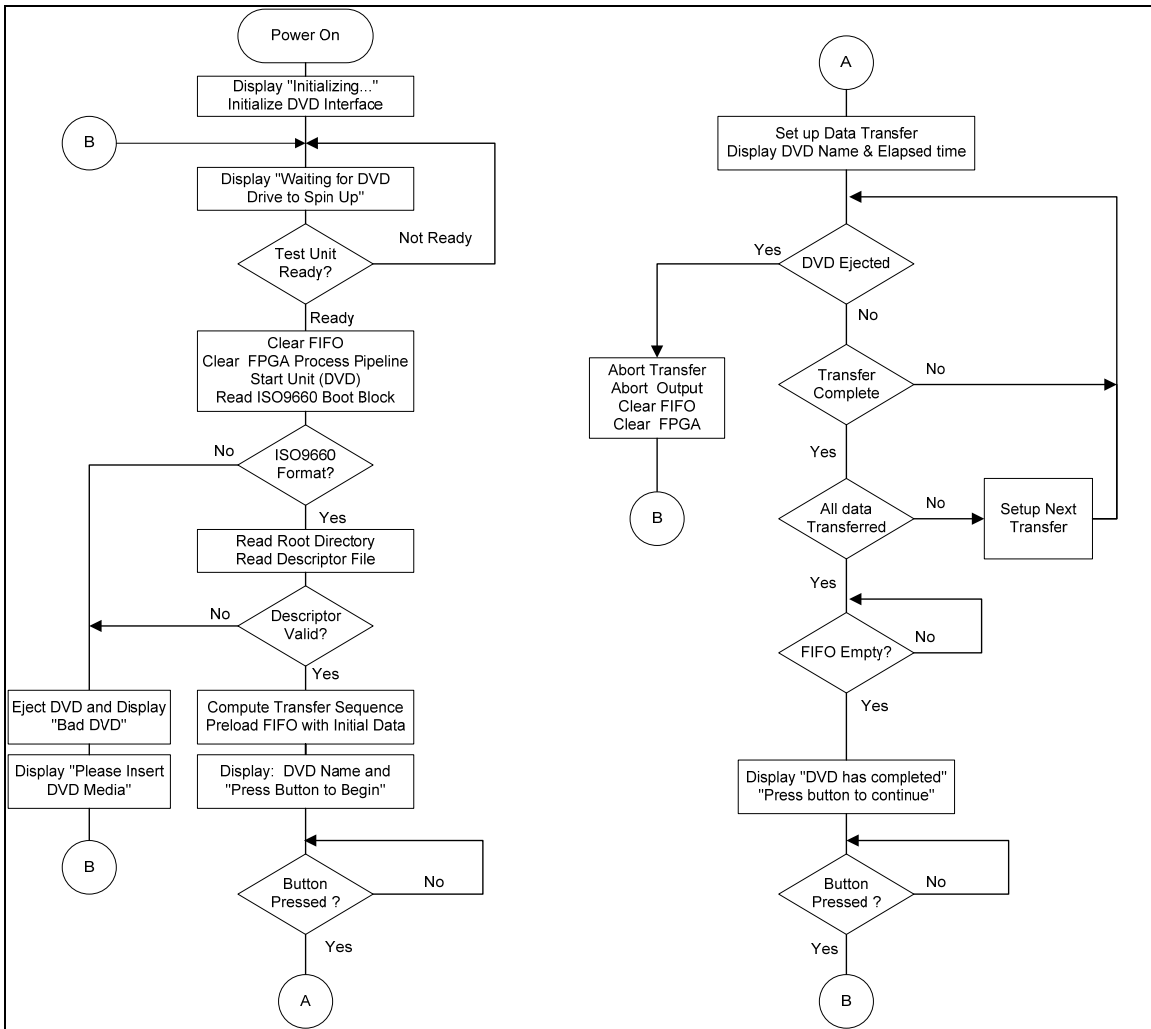 Power On
Display "Initializing..."
Initialize DVD Interface
B
Display "Waiting for DVD
Drive to Spin Up"
Not Ready
Test Unit
Ready?
Ready
Clear FIFO
Clear FPGA Process Pipeline
Start Unit (DVD)
Read ISO9660 Boot Block
No
ISO9660
Format?
Yes
Read Root Directory
Read Descriptor File
No
Descriptor
Valid?
Yes
Eject DVD and Display
"Bad DVD"
Compute Transfer Sequence
Preload FIFO with Initial Data
Display "Please Insert
DVD Media"
Display: DVD Name and
"Press Button to Begin"
B
Button
Pressed ?
No
Yes
A
A
Set up Data Transfer
Display DVD Name & Elapsed time
Yes
DVD Ejected
No
Abort Transfer
Abort Output
Clear FIFO
Clear FPGA
B
Transfer
Complete
No
Yes
All data
Transferred
No
Setup Next
Transfer
Yes
FIFO Empty?
No
Yes
Display "DVD has completed"
"Press button to continue"
Button
Pressed ?
No
Yes
B